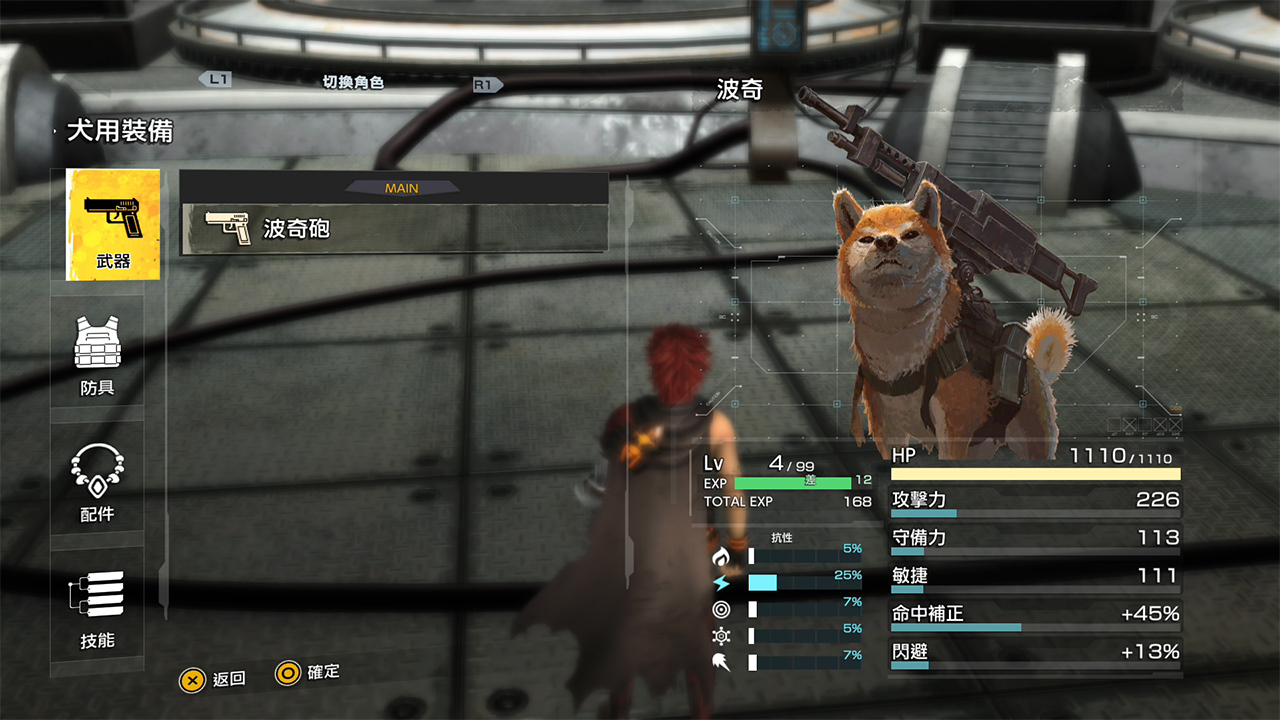 L1 切換角色 R1
波奇
犬用裝備
武器
防具
配件
技能
MAIN
波奇砲
Lv 4/99
EXP 差 12
TOTAL EXP 168
抗性
5%
25%
7%
5%
7%
HP 1110/1110
攻擊力 226
守備力 113
敏捷 111
命中補正 +45%
閃避 +13%
返回 確定